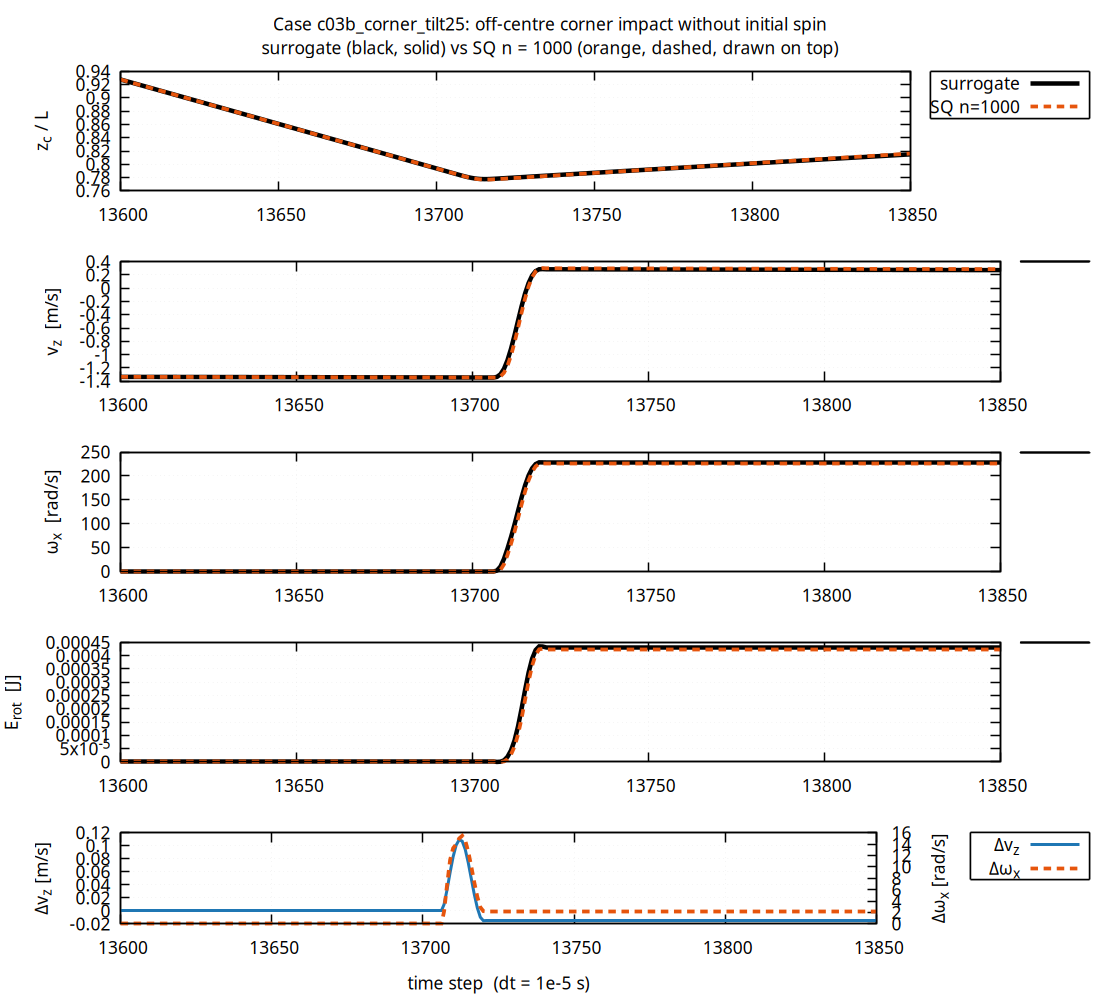 Case c03b_corner_tilt25: off-centre corner impact without initial spin
surrogate (black, solid) vs SQ n = 1000 (orange, dashed, drawn on top)
0.94
0.92
0.9
0.88
0.86
0.84
0.82
0.8
0.78
0.76
z_c / L
13600 13650 13700 13750 13800 13850
surrogate
SQ n=1000
0.4
0.2
0
-0.2
-0.4
-0.6
-0.8
-1
-1.2
-1.4
v_z [m/s]
13600 13650 13700 13750 13800 13850
250
200
150
100
50
0
ω_x [rad/s]
13600 13650 13700 13750 13800 13850
0.00045
0.0004
0.00035
0.0003
0.00025
0.0002
0.00015
0.0001
5x10^-5
0
E_rot [J]
13600 13650 13700 13750 13800 13850
0.12
0.1
0.08
0.06
0.04
0.02
0
-0.02
Δv_z [m/s]
16
14
12
10
8
6
4
2
0
Δω_x [rad/s]
Δv_z
Δω_x
13600 13650 13700 13750 13800 13850
time step (dt = 1e-5 s)